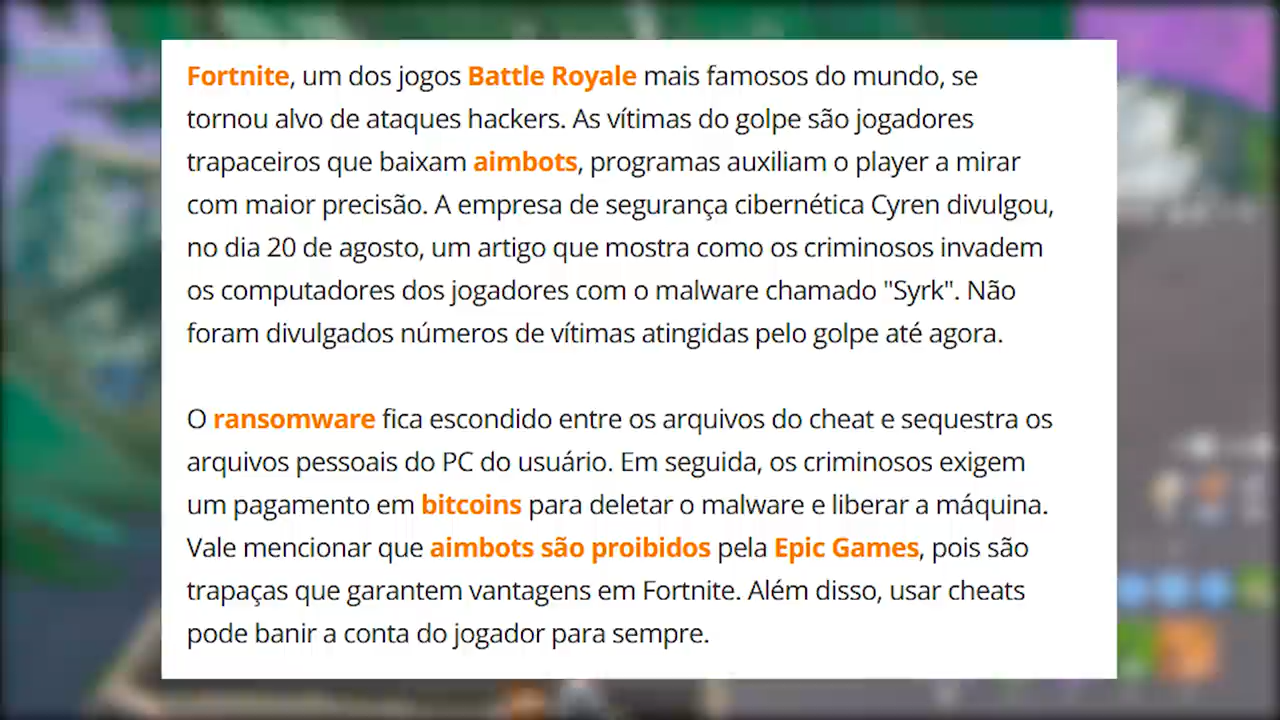 Fortnite, um dos jogos Battle Royale mais famosos do mundo, se
tornou alvo de ataques hackers. As vítimas do golpe são jogadores
trapaceiros que baixam aimbots, programas auxiliam o player a mirar
com maior precisão. A empresa de segurança cibernética Cyren divulgou,
no dia 20 de agosto, um artigo que mostra como os criminosos invadem
os computadores dos jogadores com o malware chamado "Syrk". Não
foram divulgados números de vítimas atingidas pelo golpe até agora.
O ransomware fica escondido entre os arquivos do cheat e sequestra os
arquivos pessoais do PC do usuário. Em seguida, os criminosos exigem
um pagamento em bitcoins para deletar o malware e liberar a máquina.
Vale mencionar que aimbots são proibidos pela Epic Games, pois são
trapaças que garantem vantagens em Fortnite. Além disso, usar cheats
pode banir a conta do jogador para sempre.